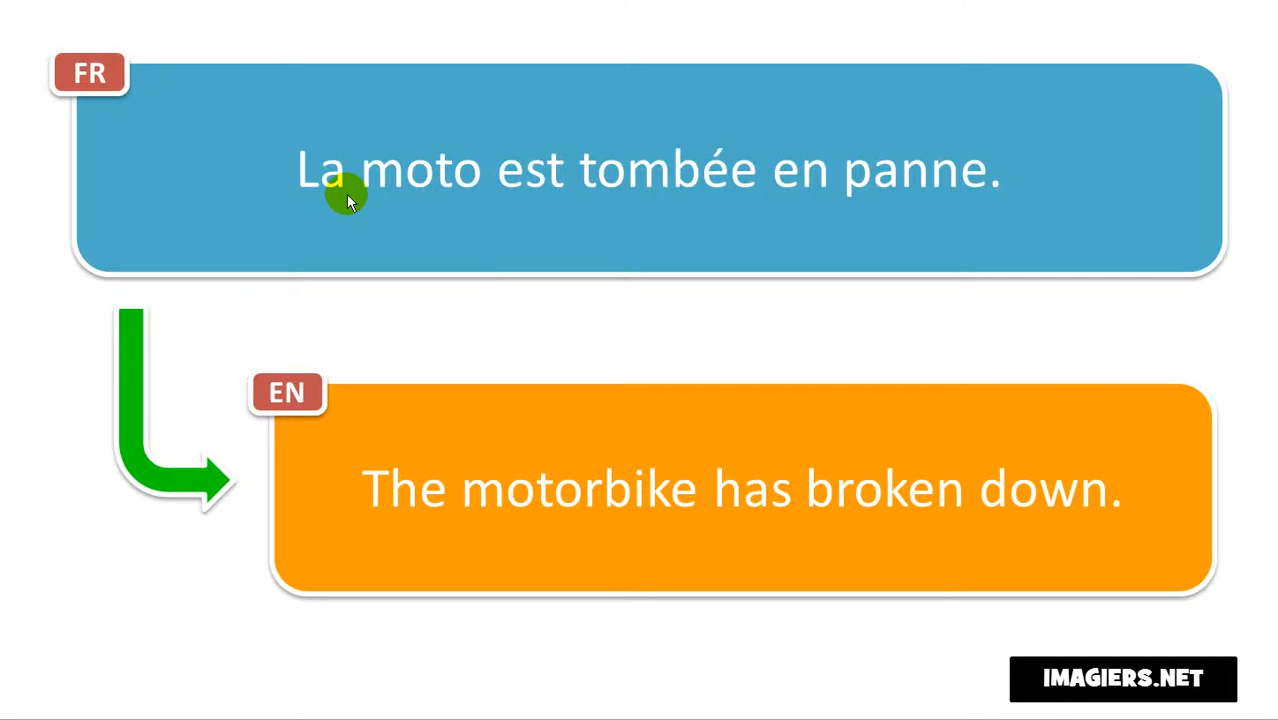 FR
La moto est tombée en panne.
EN
The motorbike has broken down.
IMAGIERS.NET